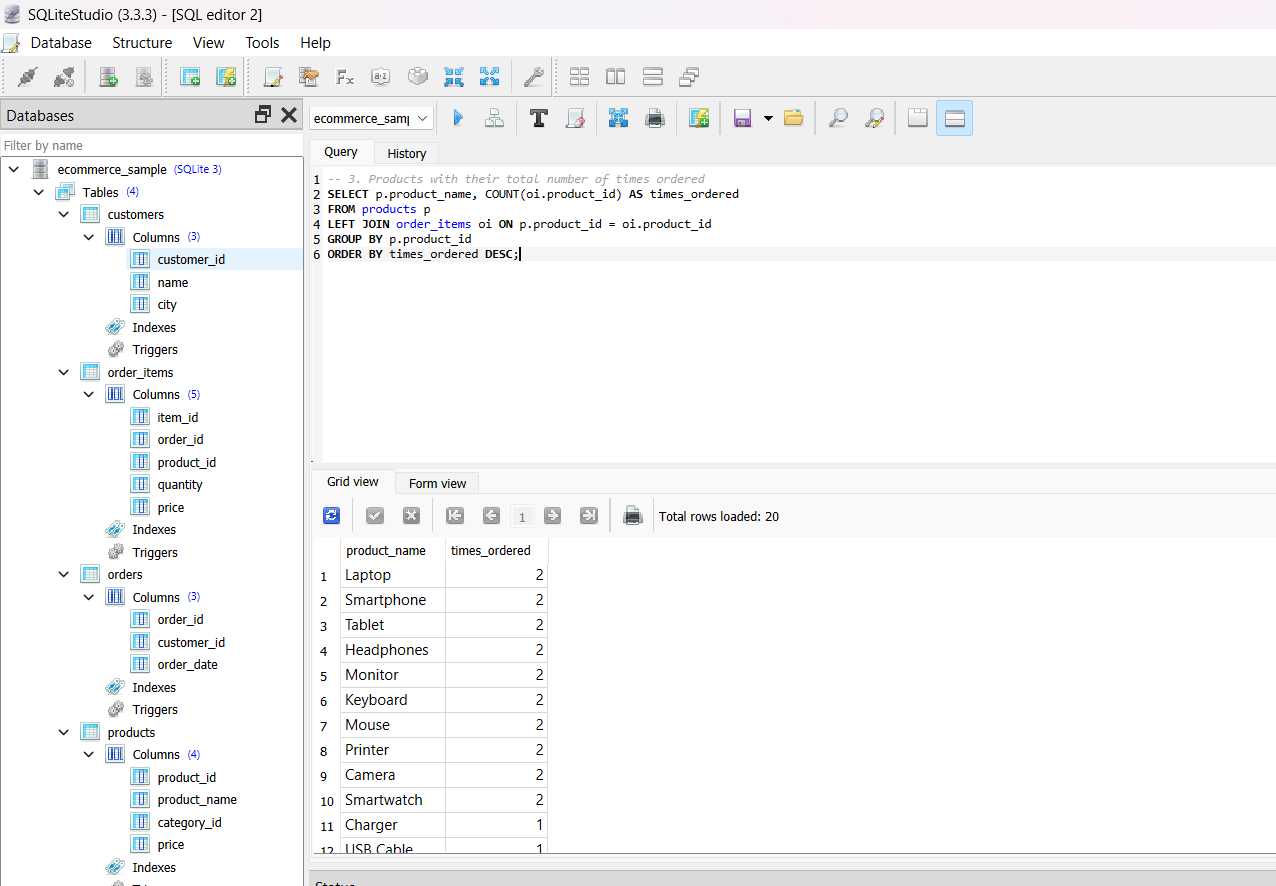 SQLiteStudio (3.3.3) - [SQL editor 2]
Database Structure View Tools Help
Databases
Filter by name
ecommerce_sample (SQLite 3)
Tables (4)
customers
Columns (3)
customer_id
name
city
Indexes
Triggers
order_items
Columns (5)
item_id
order_id
product_id
quantity
price
Indexes
Triggers
orders
Columns (3)
order_id
customer_id
order_date
Indexes
Triggers
products
Columns (4)
product_id
product_name
category_id
price
Indexes
ecommerce_samp
Query History
1 -- 3. Products with their total number of times ordered
2 SELECT p.product_name, COUNT(oi.product_id) AS times_ordered
3 FROM products p
4 LEFT JOIN order_items oi ON p.product_id = oi.product_id
5 GROUP BY p.product_id
6 ORDER BY times_ordered DESC;
Grid view Form view
1 Total rows loaded: 20
product_name times_ordered
1 Laptop 2
2 Smartphone 2
3 Tablet 2
4 Headphones 2
5 Monitor 2
6 Keyboard 2
7 Mouse 2
8 Printer 2
9 Camera 2
10 Smartwatch 2
11 Charger 1
12 USB Cable 1
Status